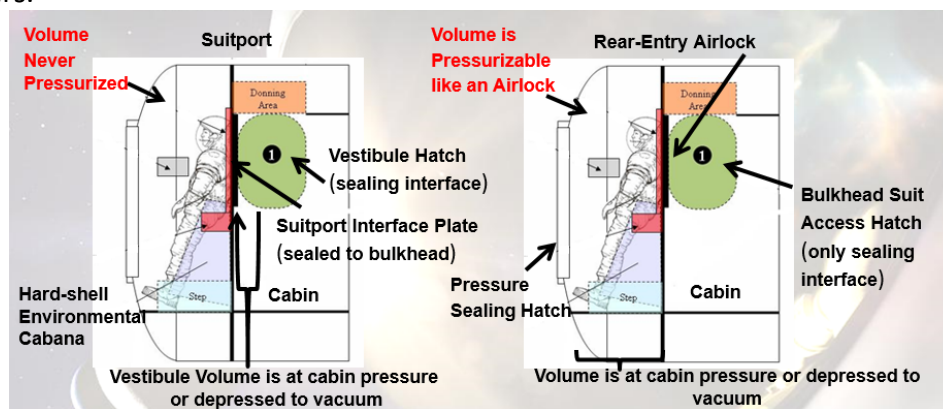 Volume
Never
Pressurized
Suitport
Donning
Area
1
Vestibule Hatch
(sealing interface)
Suitport Interface Plate
(sealed to bulkhead)
Step
Cabin
Hard-shell
Environmental
Cabana
Vestibule Volume is at cabin pressure
or depressed to vacuum
Volume is
Pressurizable
like an Airlock
Rear-Entry Airlock
Donning
Area
1
Bulkhead Suit
Access Hatch
(only sealing
interface)
Pressure
Sealing Hatch
Step
Cabin
Volume is at cabin pressure or depressed to
vacuum